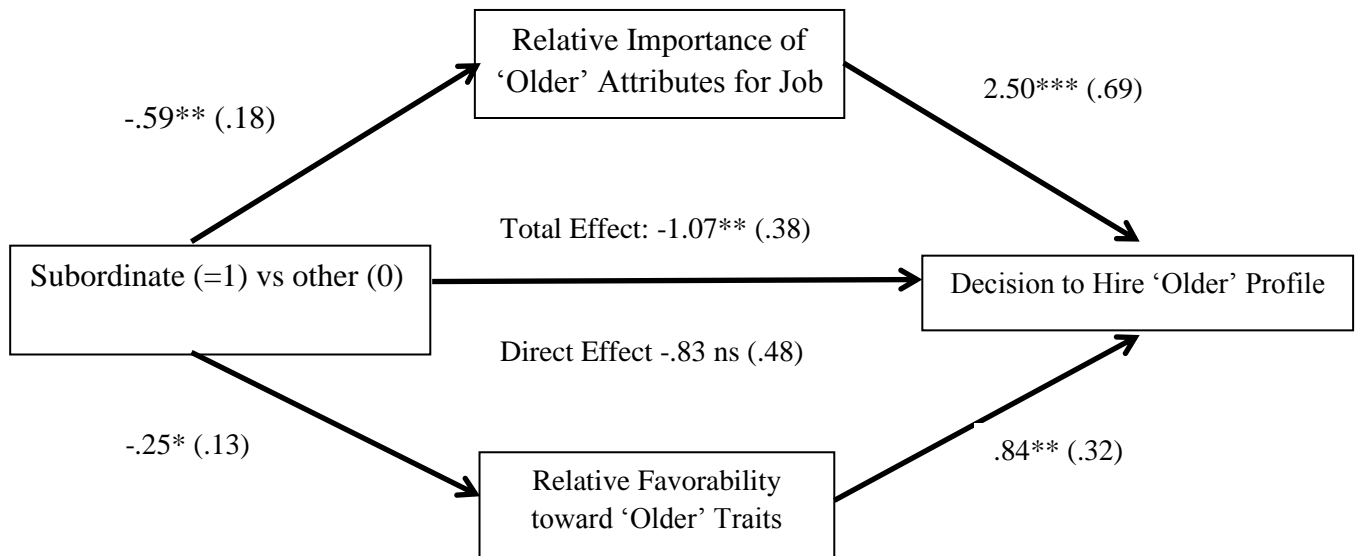 Relative Importance of
‘Older’ Attributes for Job
2.50*** (.69)
-.59** (.18)
Total Effect: -1.07** (.38)
Subordinate (=1) vs other (0)
Decision to Hire ‘Older’ Profile
Direct Effect -.83 ns (.48)
-.25* (.13)
.84** (.32)
Relative Favorability
toward ‘Older’ Traits